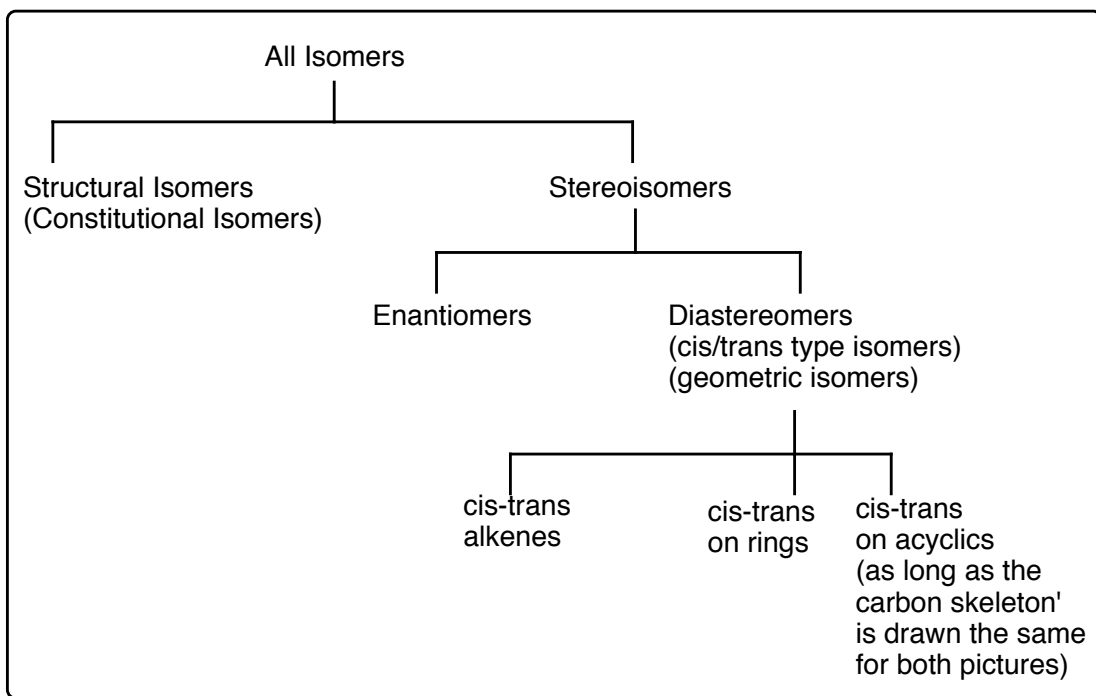 All Isomers
Structural Isomers
(Constitutional Isomers)
Stereoisomers
Enantiomers
Diastereomers
(cis/trans type isomers)
(geometric isomers)
cis-trans
alkenes
cis-trans
on rings
cis-trans
on acyclics
(as long as the
carbon skeleton'
is drawn the same
for both pictures)